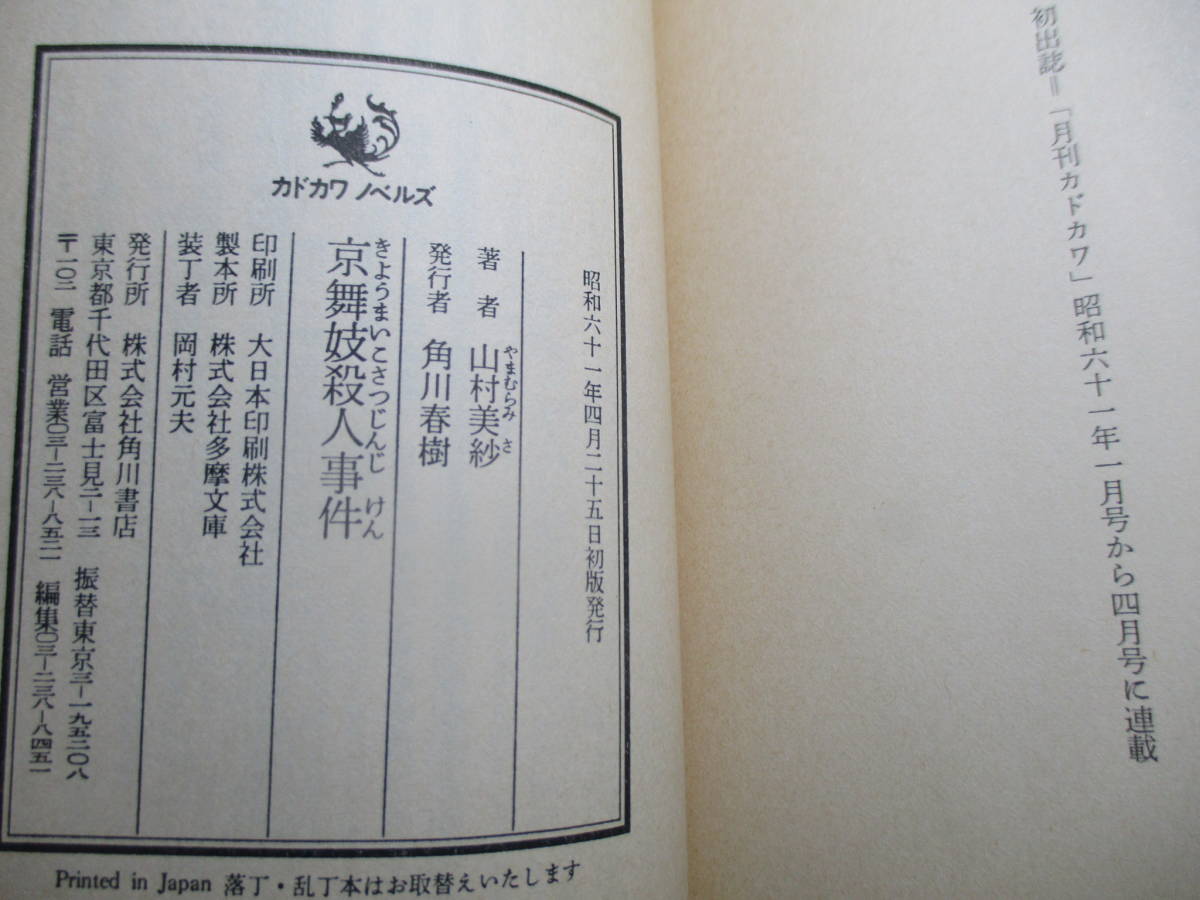 初出誌＝「月刊カドカワ」昭和六十一年一月号から四月号に連載
カドカワ ノベルズ
昭和六十一年四月二十五日初版発行
著者 山村美紗
やまむらみさ
発行者 角川春樹
京舞妓殺人事件
きようまいこさつじんじけん
印刷所 大日本印刷株式会社
製本所 株式会社多摩文庫
装丁者 岡村元夫
発行所 株式会社角川書店
東京都千代田区富士見二－一三 振替東京三－一九五二〇八
〒一〇二 電話 営業〇三－二三八－八五二一 編集〇三－二三八－八四五一
Printed in Japan 落丁・乱丁本はお取替えいたします